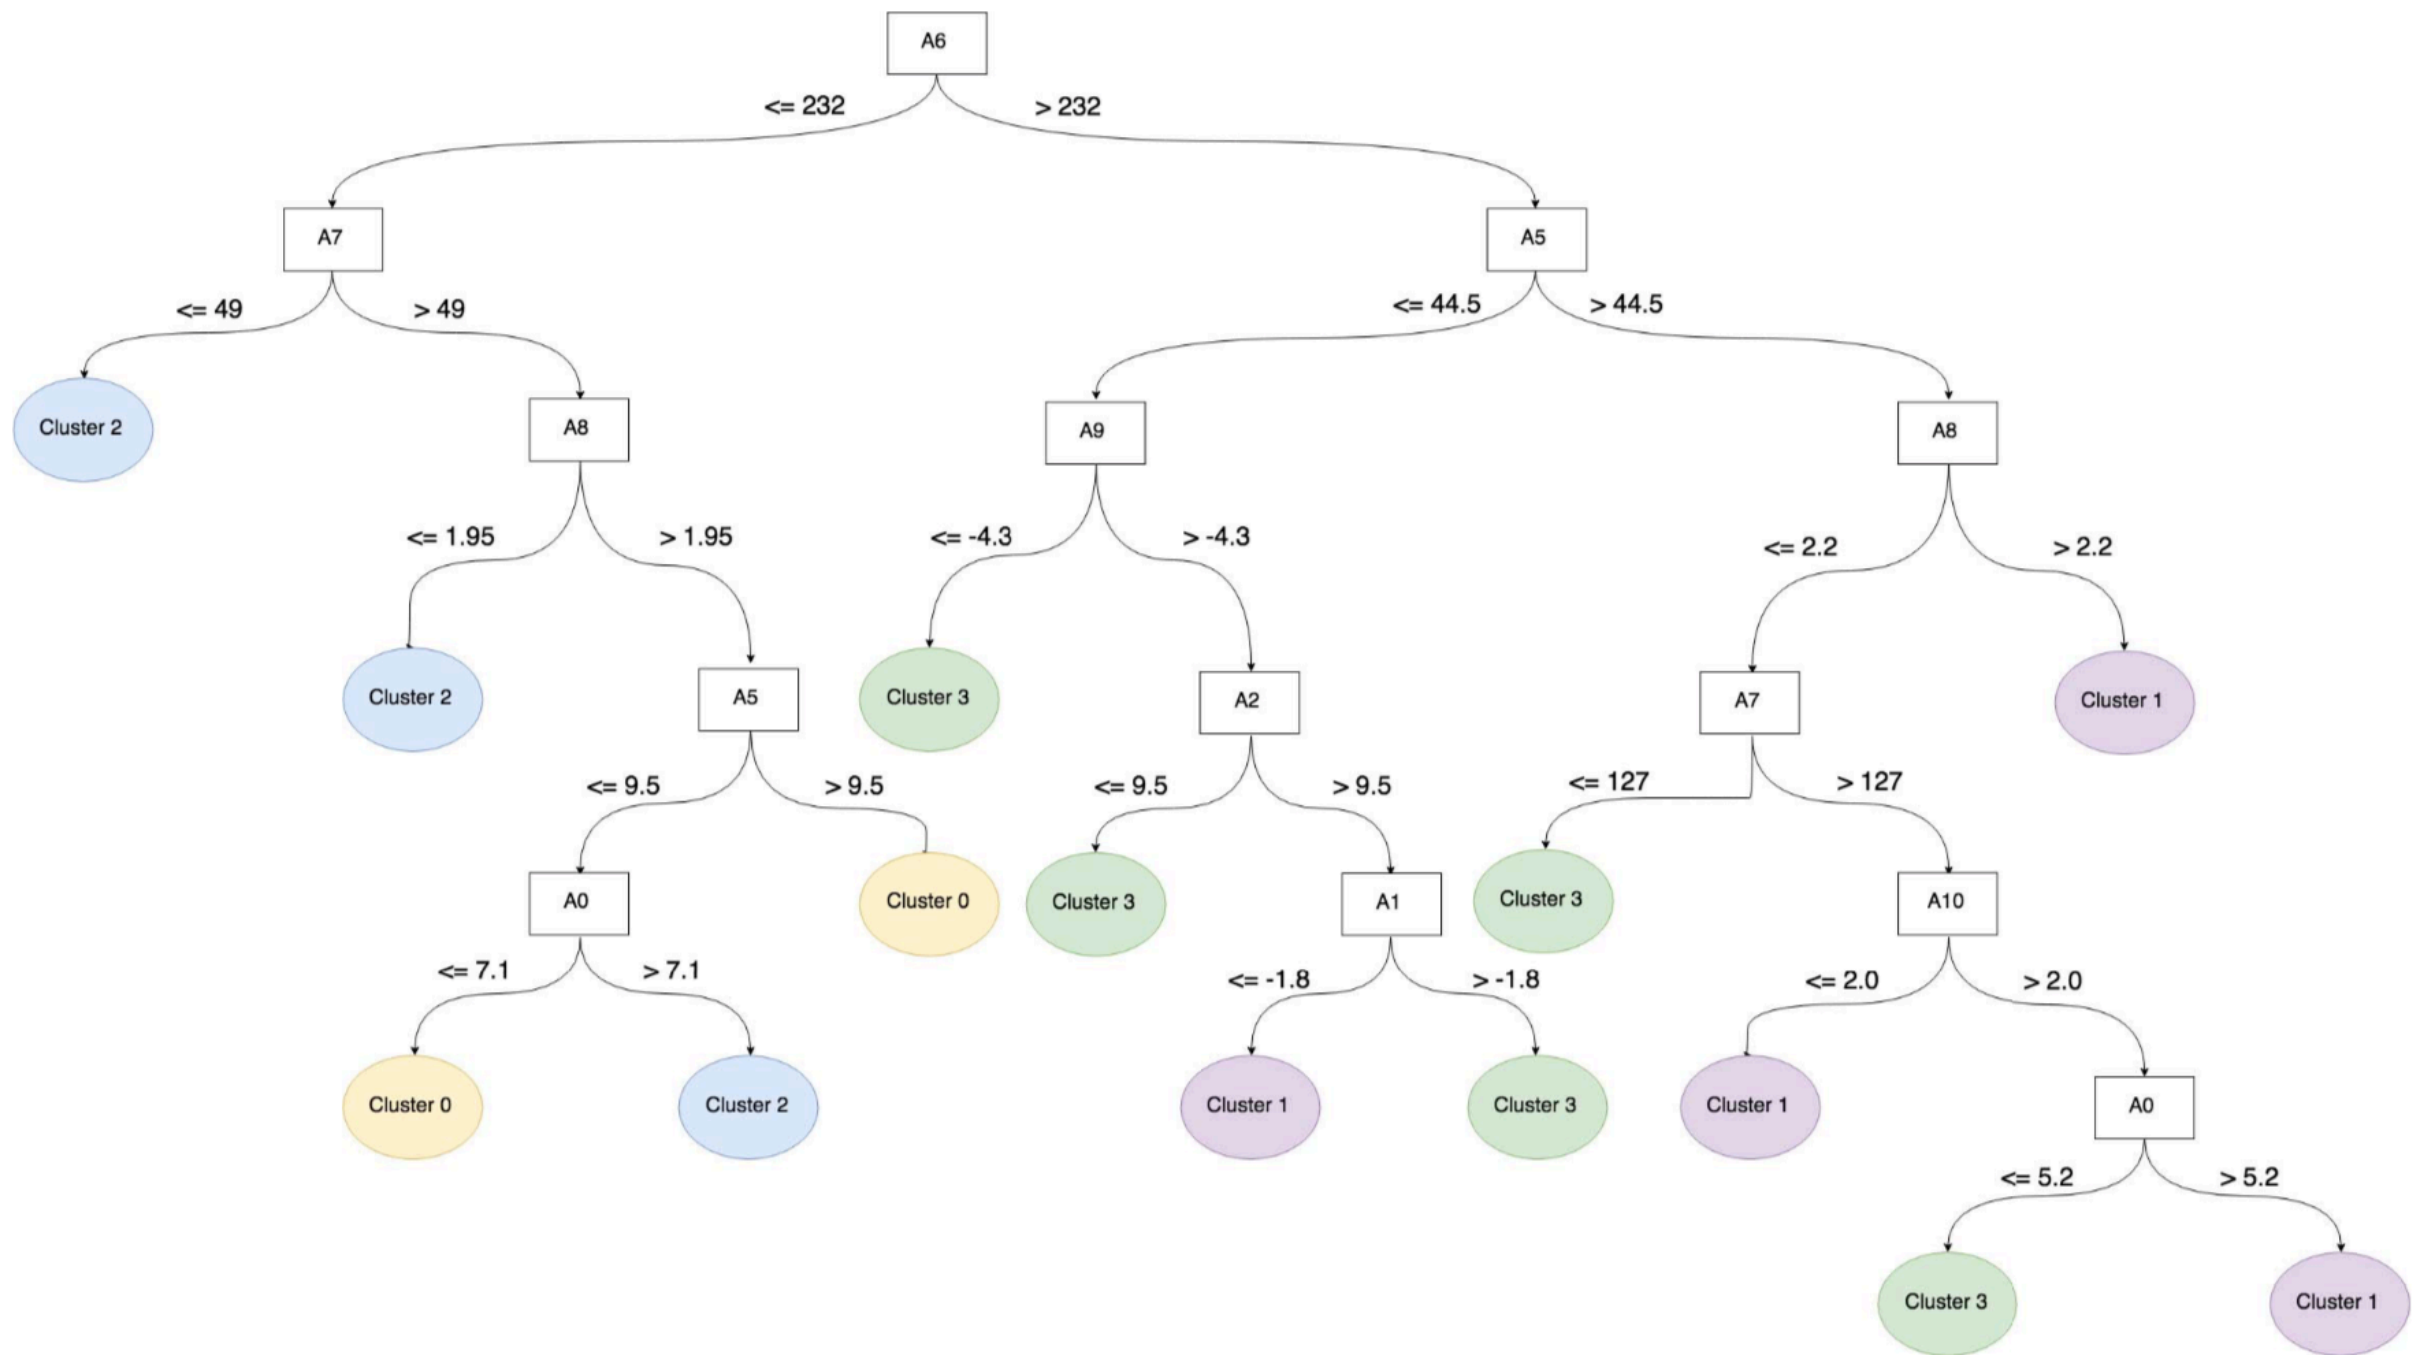 A6
<= 232
> 232
A7
A5
<= 49
> 49
<= 44.5
> 44.5
Cluster 2
A8
A9
A8
<= 1.95
> 1.95
<= -4.3
> -4.3
<= 2.2
> 2.2
Cluster 2
A5
Cluster 3
A2
A7
Cluster 1
<= 9.5
> 9.5
<= 9.5
> 9.5
<= 127
> 127
A0
Cluster 0
Cluster 3
A1
Cluster 3
A10
<= 7.1
> 7.1
<= -1.8
> -1.8
<= 2.0
> 2.0
Cluster 0
Cluster 2
Cluster 1
Cluster 3
Cluster 1
A0
<= 5.2
> 5.2
Cluster 3
Cluster 1